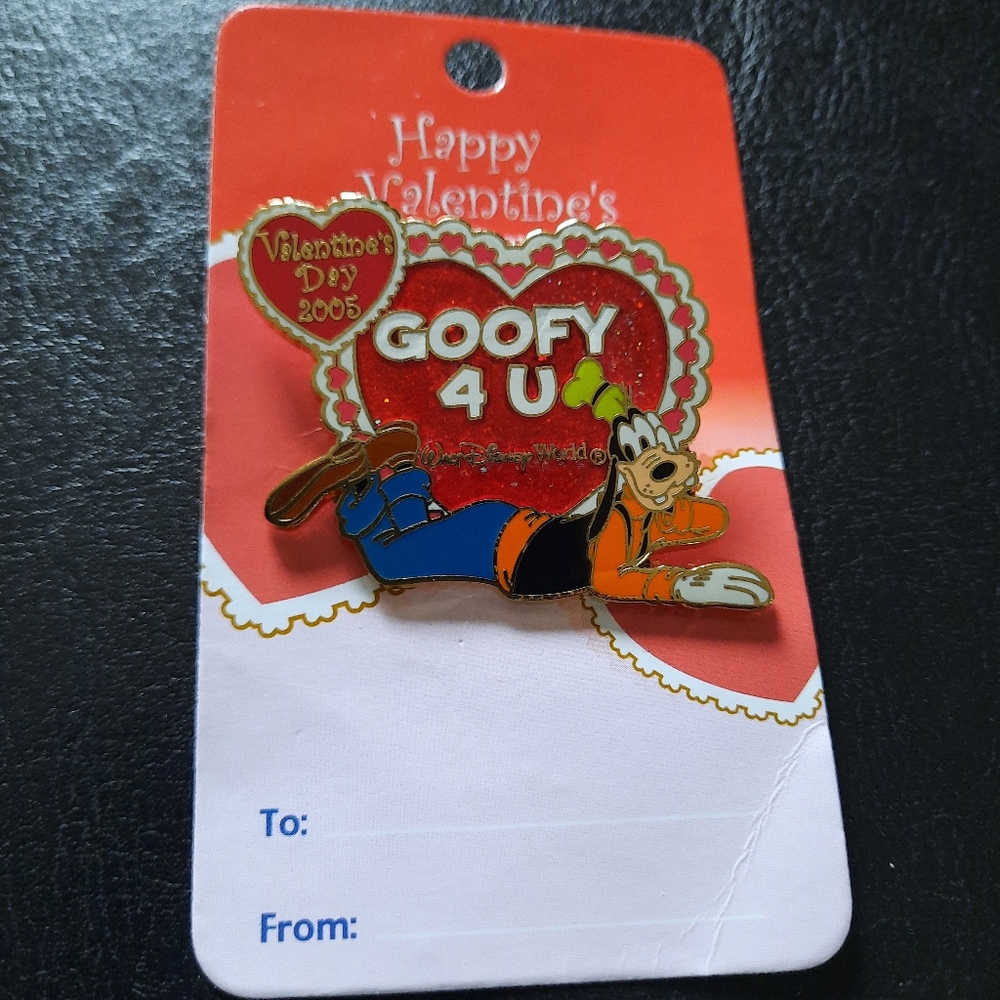 Happy
Valentine's
Valentine's
Day
2005
GOOFY
4 U
Walt Disney World ®
To:
From: